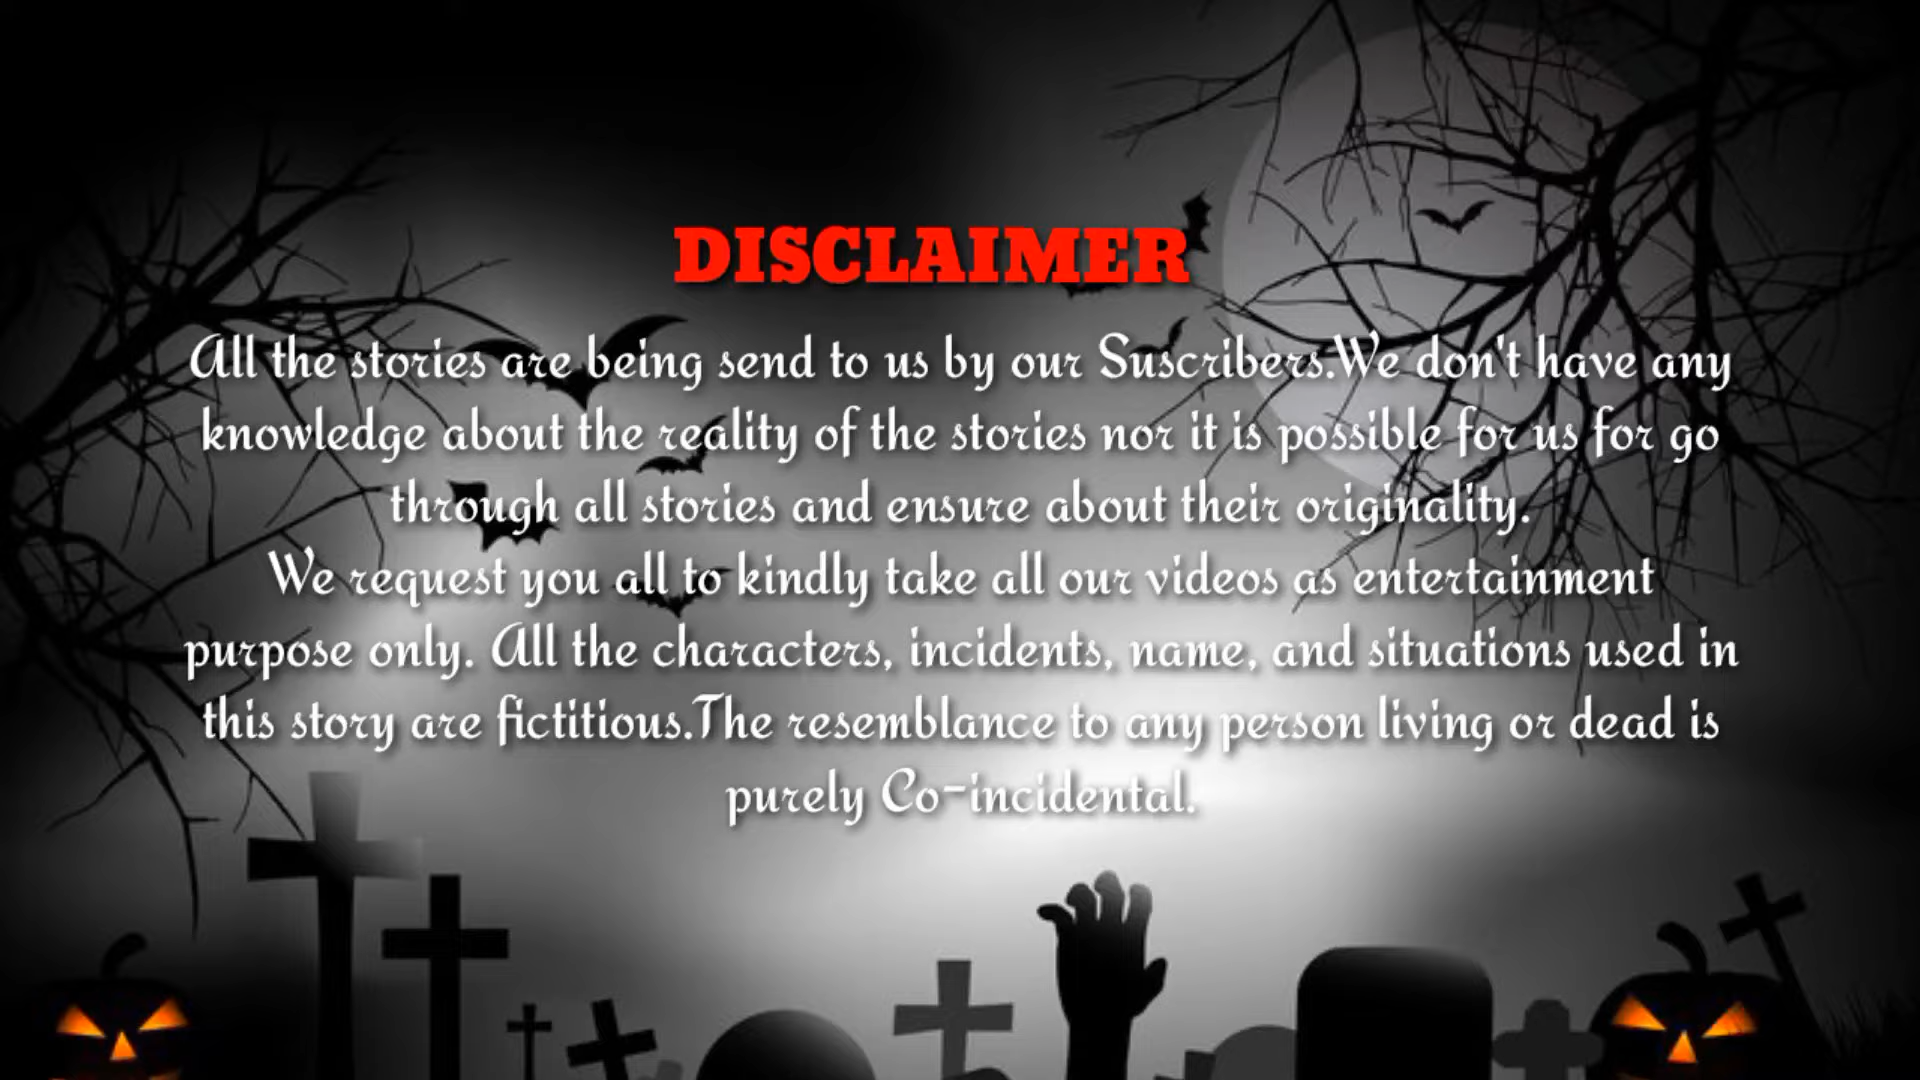 DISCLAIMER
All the stories are being send to us by our Suscribers.We don't have any
knowledge about the reality of the stories nor it is possible for us for go
through all stories and ensure about their originality.
We request you all to kindly take all our videos as entertainment
purpose only. All the characters, incidents, name, and situations used in
this story are fictitious.The resemblance to any person living or dead is
purely Co-incidental.